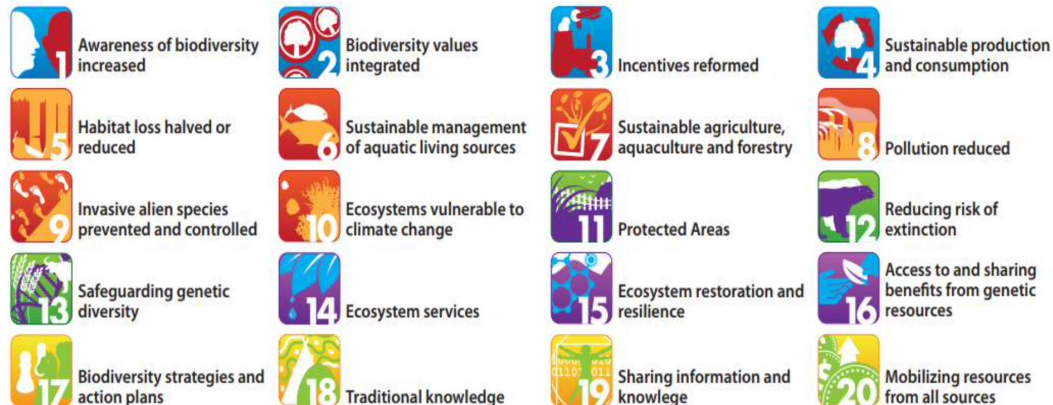 1 Awareness of biodiversity
increased
2 Biodiversity values
integrated
3 Incentives reformed
4 Sustainable production
and consumption
5 Habitat loss halved or
reduced
6 Sustainable management
of aquatic living sources
7 Sustainable agriculture,
aquaculture and forestry
8 Pollution reduced
9 Invasive alien species
prevented and controlled
10 Ecosystems vulnerable to
climate change
11 Protected Areas
12 Reducing risk of
extinction
13 Safeguarding genetic
diversity
14 Ecosystem services
15 Ecosystem restoration and
resilience
16 Access to and sharing
benefits from genetic
resources
17 Biodiversity strategies and
action plans
18 Traditional knowledge
19 Sharing information and
knowlege
20 Mobilizing resources
from all sources